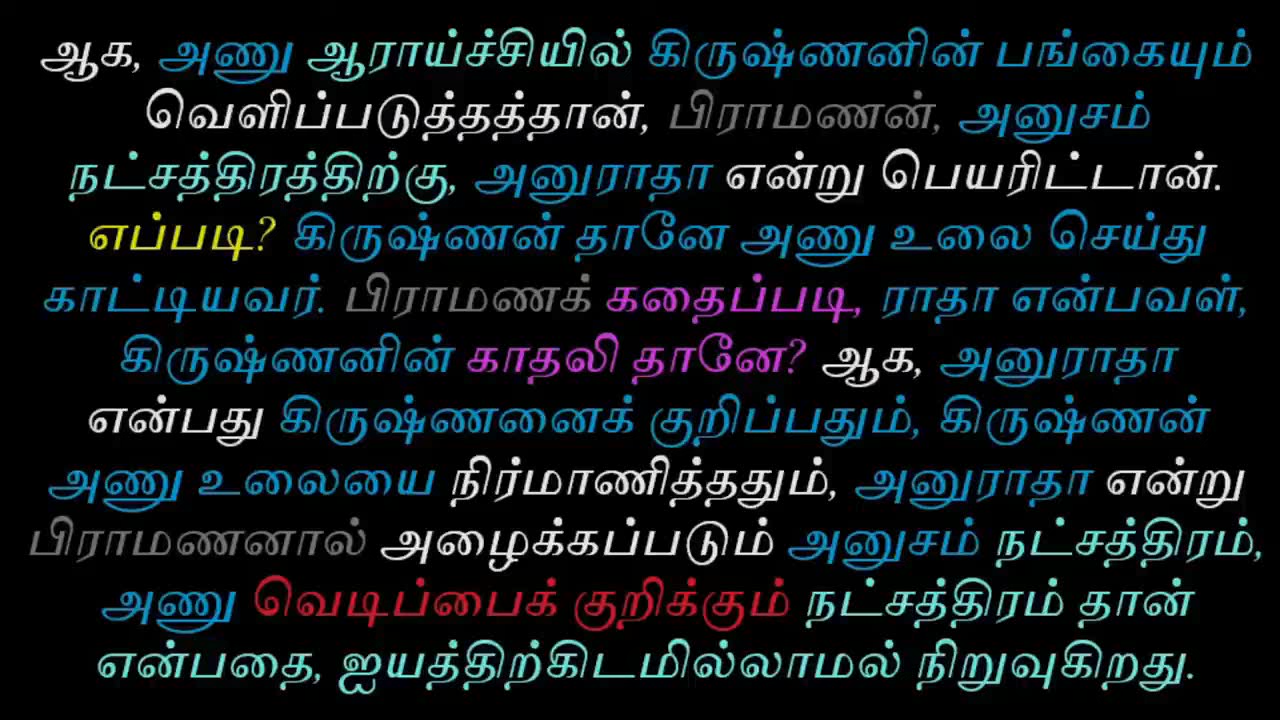 ஆக, அணு ஆராய்ச்சியில் கிருஷ்ணனின் பங்கையும்
வெளிப்படுத்தத்தான், பிராமணன், அனுசம்
நட்சத்திரத்திற்கு, அனுராதா என்று பெயரிட்டான்.
எப்படி? கிருஷ்ணன் தானே அணு உலை செய்து
காட்டியவர். பிராமணக் கதைப்படி, ராதா என்பவள்,
கிருஷ்ணனின் காதலி தானே? ஆக, அனுராதா
என்பது கிருஷ்ணனைக் குறிப்பதும், கிருஷ்ணன்
அணு உலையை நிர்மாணித்ததும், அனுராதா என்று
பிராமணனால் அழைக்கப்படும் அனுசம் நட்சத்திரம்,
அணு வெடிப்பைக் குறிக்கும் நட்சத்திரம் தான்
என்பதை, ஐயத்திற்கிடமில்லாமல் நிறுவுகிறது.